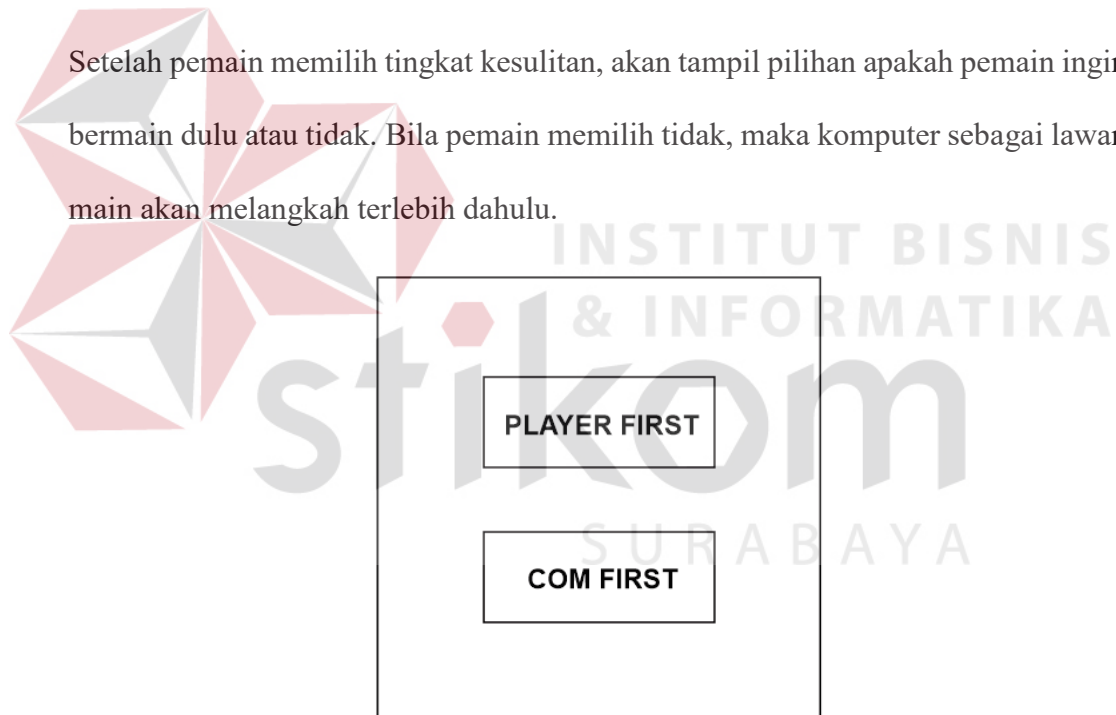 Setelah pemain memilih tingkat kesulitan, akan tampil pilihan apakah pemain ingin
bermain dulu atau tidak. Bila pemain memilih tidak, maka komputer sebagai lawan
main akan melangkah terlebih dahulu.
INSTITUT BISNIS
& INFORMATIKA
stikom
SURABAYA
PLAYER FIRST
COM FIRST